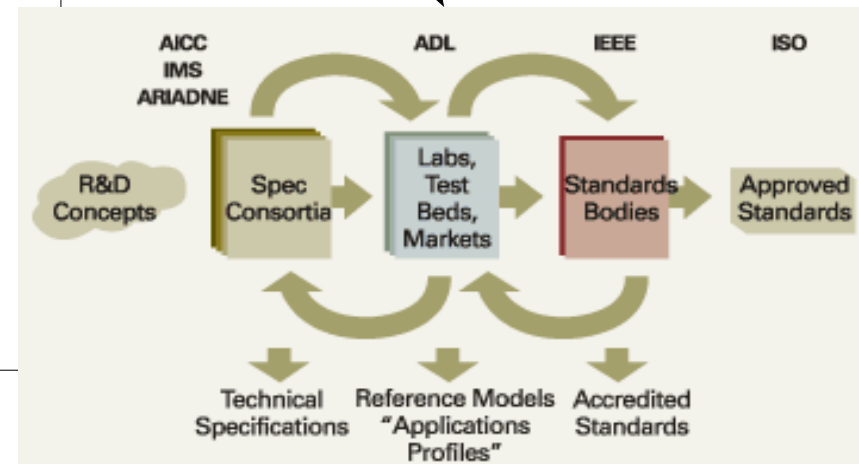 AICC
IMS
ARIADNE
ADL
IEEE
ISO
R&D
Concepts
Spec
Consortia
Labs,
Test
Beds,
Markets
Standards
Bodies
Approved
Standards
Technical
Specifications
Reference Models
“Applications
Profiles”
Accredited
Standards